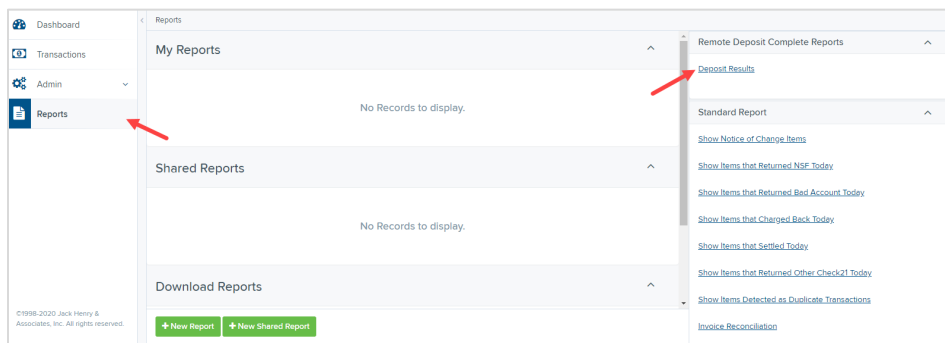 Dashboard
Transactions
Admin
Reports
©1998-2020 Jack Henry &
Associates, Inc. All rights reserved.
Reports
My Reports
No Records to display.
Shared Reports
No Records to display.
Download Reports
+ New Report
+ New Shared Report
Remote Deposit Complete Reports
Deposit Results
Standard Report
Show Notice of Change Items
Show Items that Returned NSF Today
Show Items that Returned Bad Account Today
Show Items that Charged Back Today
Show Items that Settled Today
Show Items that Returned Other Check21 Today
Show Items Detected as Duplicate Transactions
Invoice Reconciliation